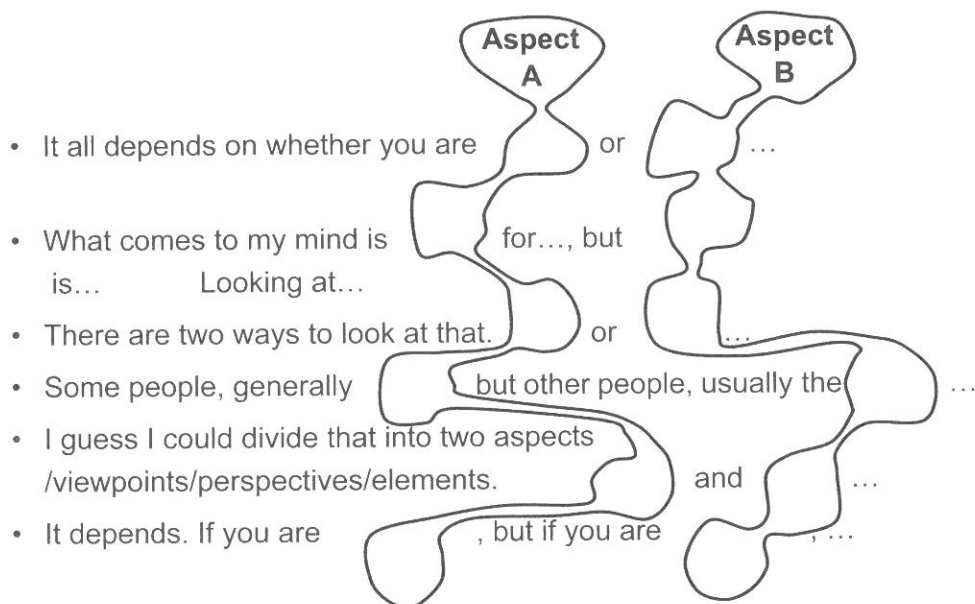 Aspect A
Aspect B
• It all depends on whether you are or …
• What comes to my mind is for…, but
is… Looking at…
• There are two ways to look at that. or …
• Some people, generally but other people, usually the …
• I guess I could divide that into two aspects
/viewpoints/perspectives/elements. and …
• It depends. If you are , but if you are , …